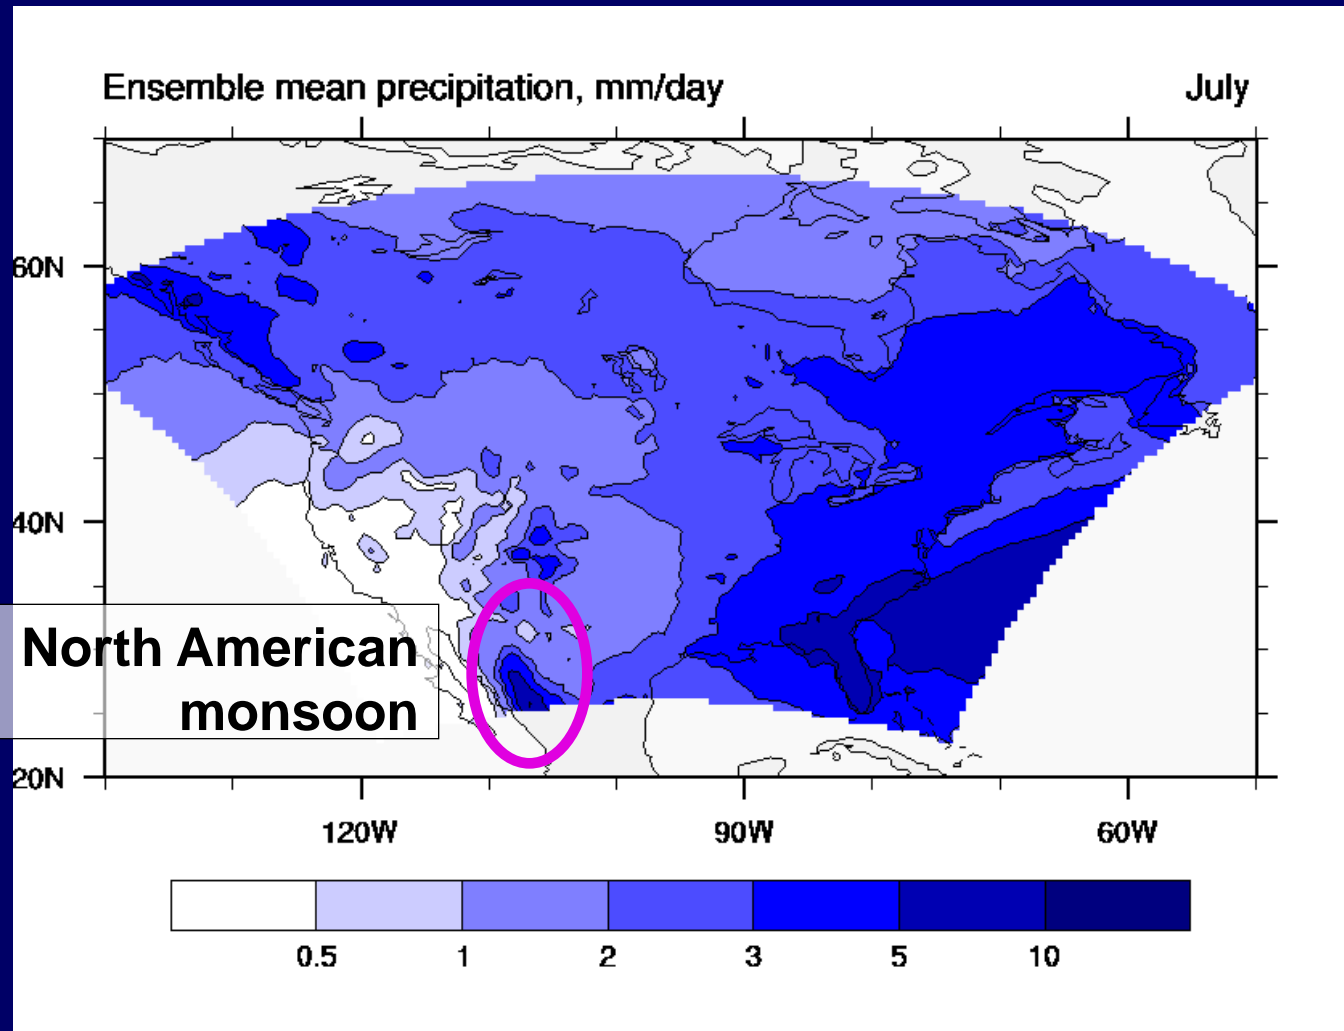 Ensemble mean precipitation, mm/day July
60N
40N
North American
monsoon
20N
120W 90W 60W
0.5 1 2 3 5 10